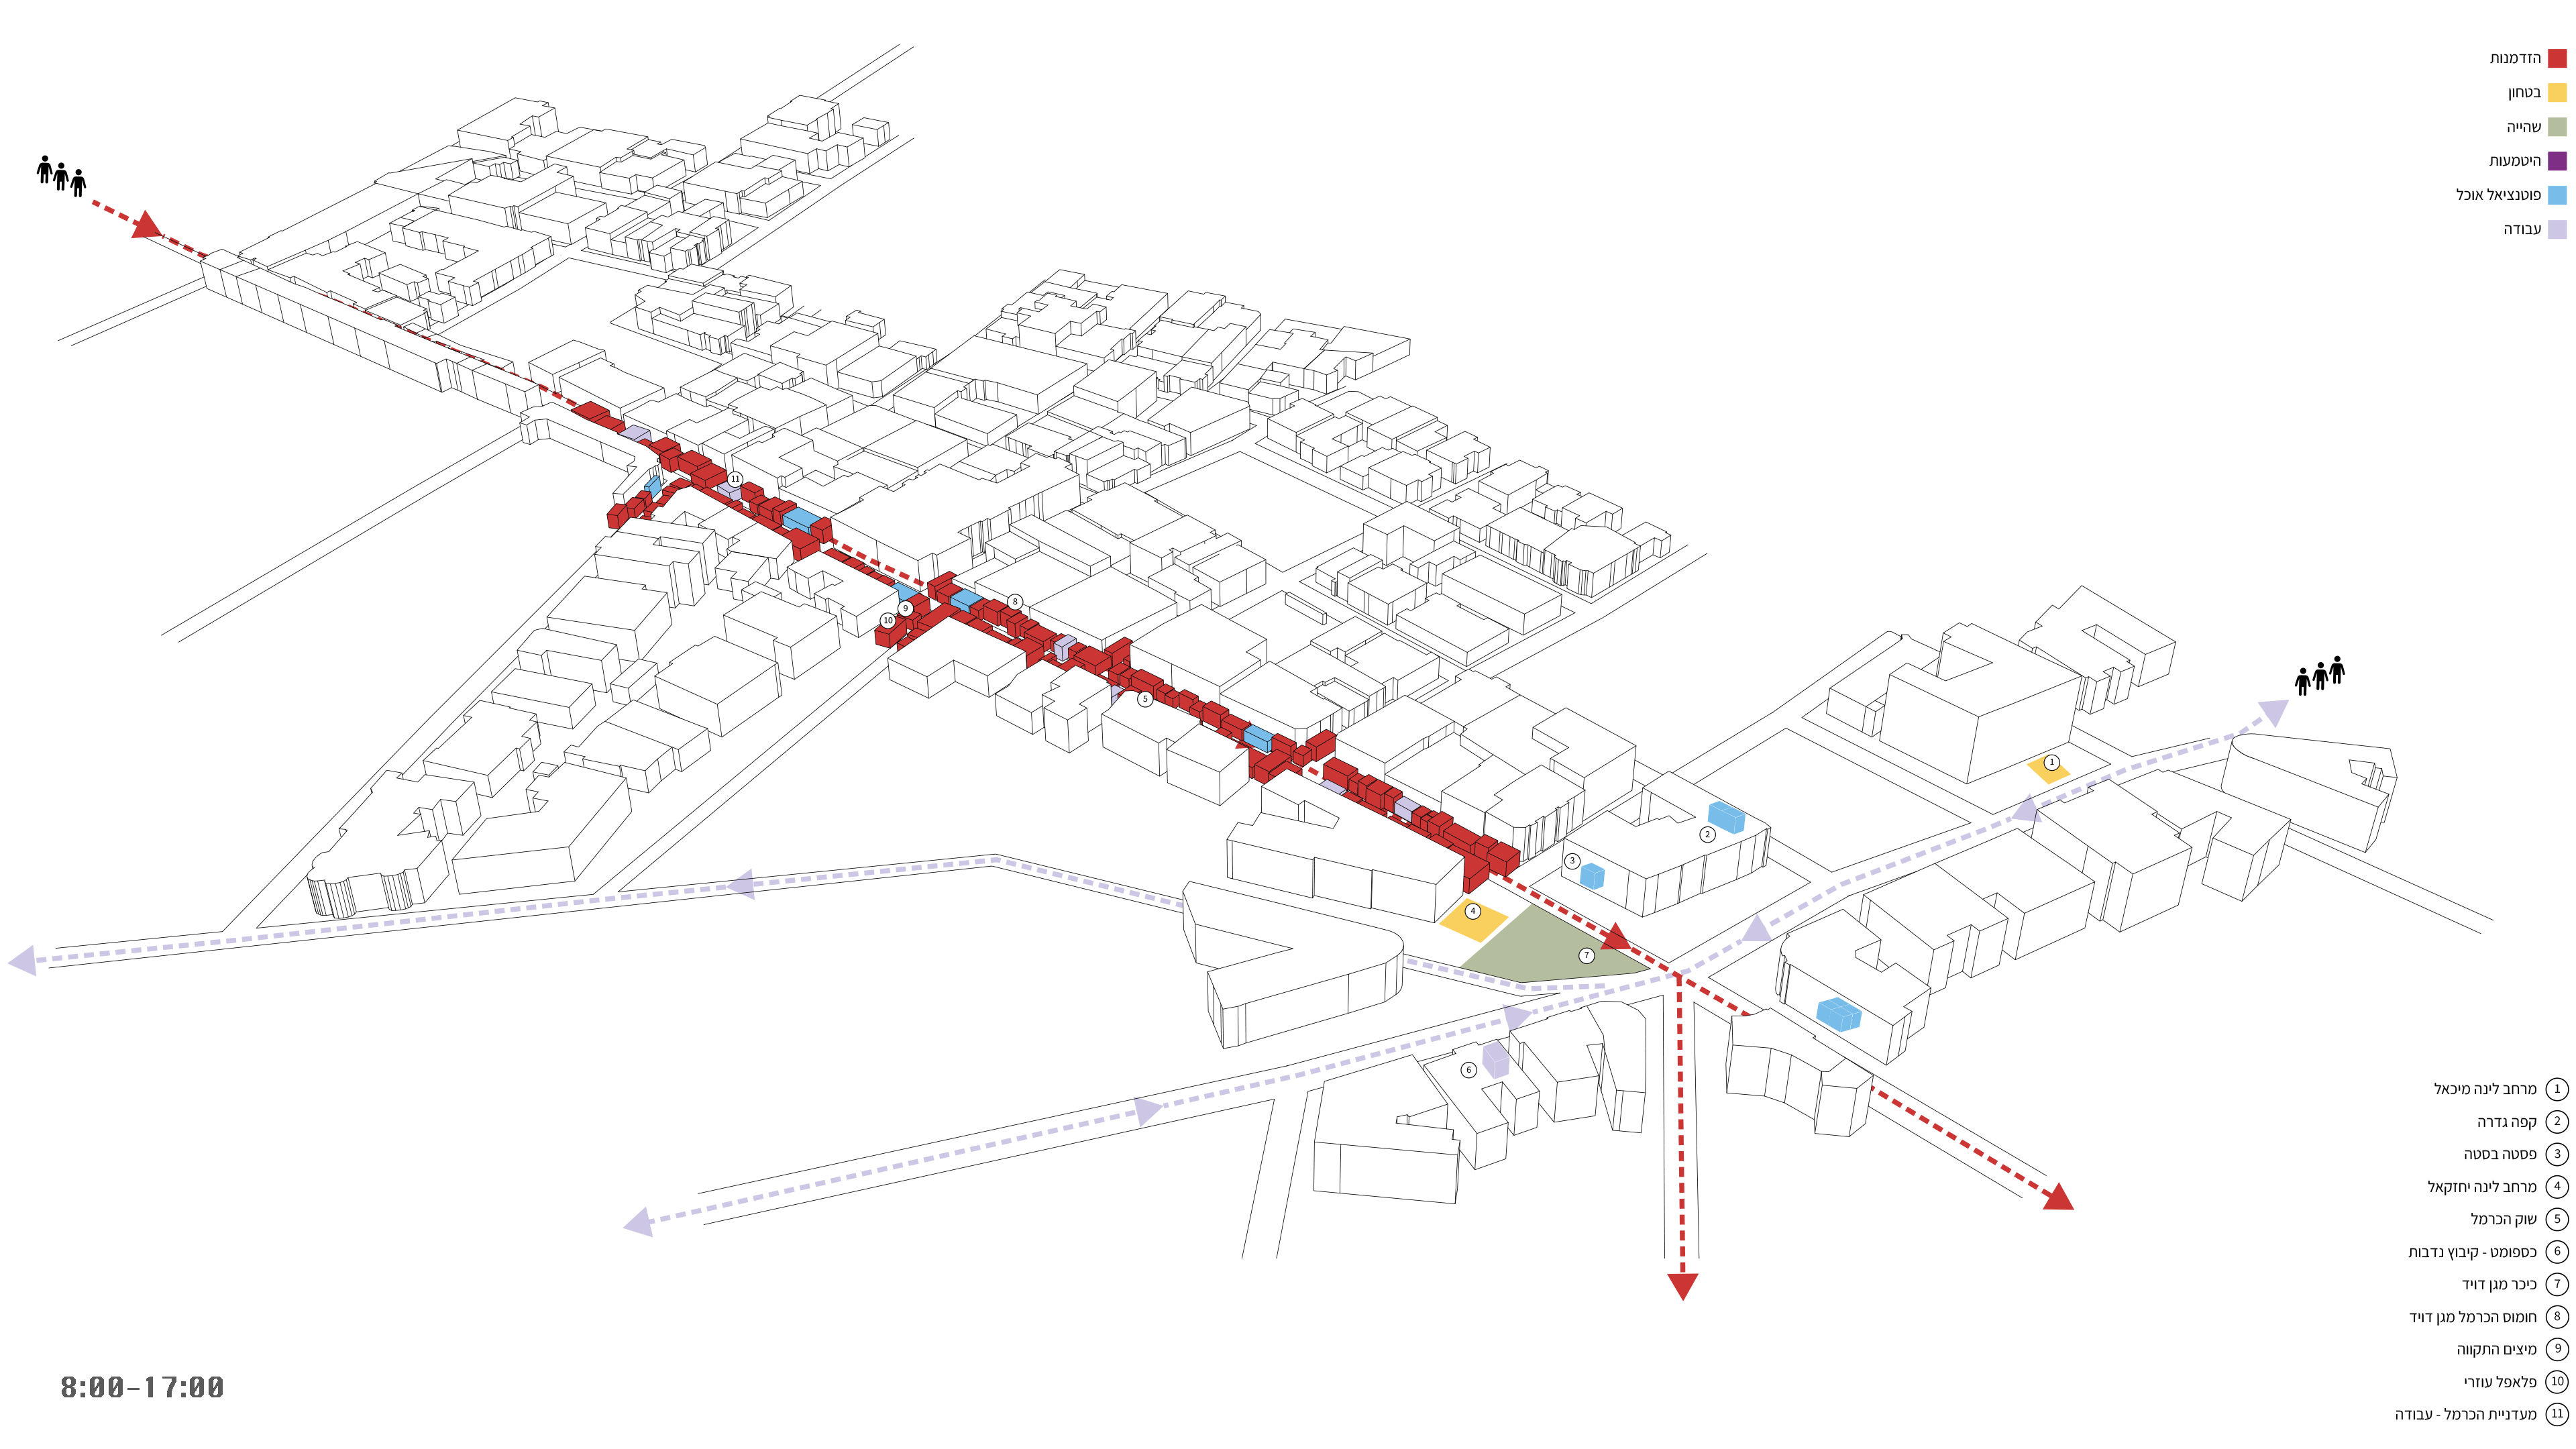 הזדמנות
בטחון
שהייה
היטמעות
פוטנציאל אוכל
עבודה
11
9
10
8
5
1
2
3
4
7
6
1 מרחב לינה מיכאל
2 קפה גדרה
3 פסטה בסטה
4 מרחב לינה יחזקאל
5 שוק הכרמל
6 כספומט - קיבוץ נדבות
7 כיכר מגן דויד
8 חומוס הכרמל מגן דויד
9 מיצים התקווה
10 פלאפל עוזרי
11 מעדניית הכרמל - עבודה
8:00-17:00